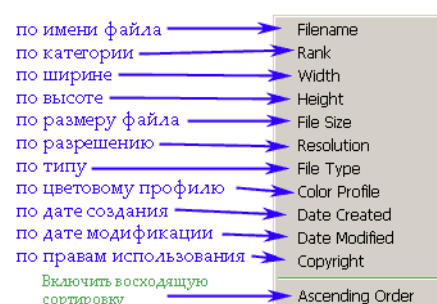 по имени файла Filename
по категории Rank
по ширине Width
по высоте Height
по размеру файла File Size
по разрешению Resolution
по типу File Type
по цветовому профилю Color Profile
по дате создания Date Created
по дате модификации Date Modified
по правам использования Copyright
Включить восходящую
сортировку Ascending Order